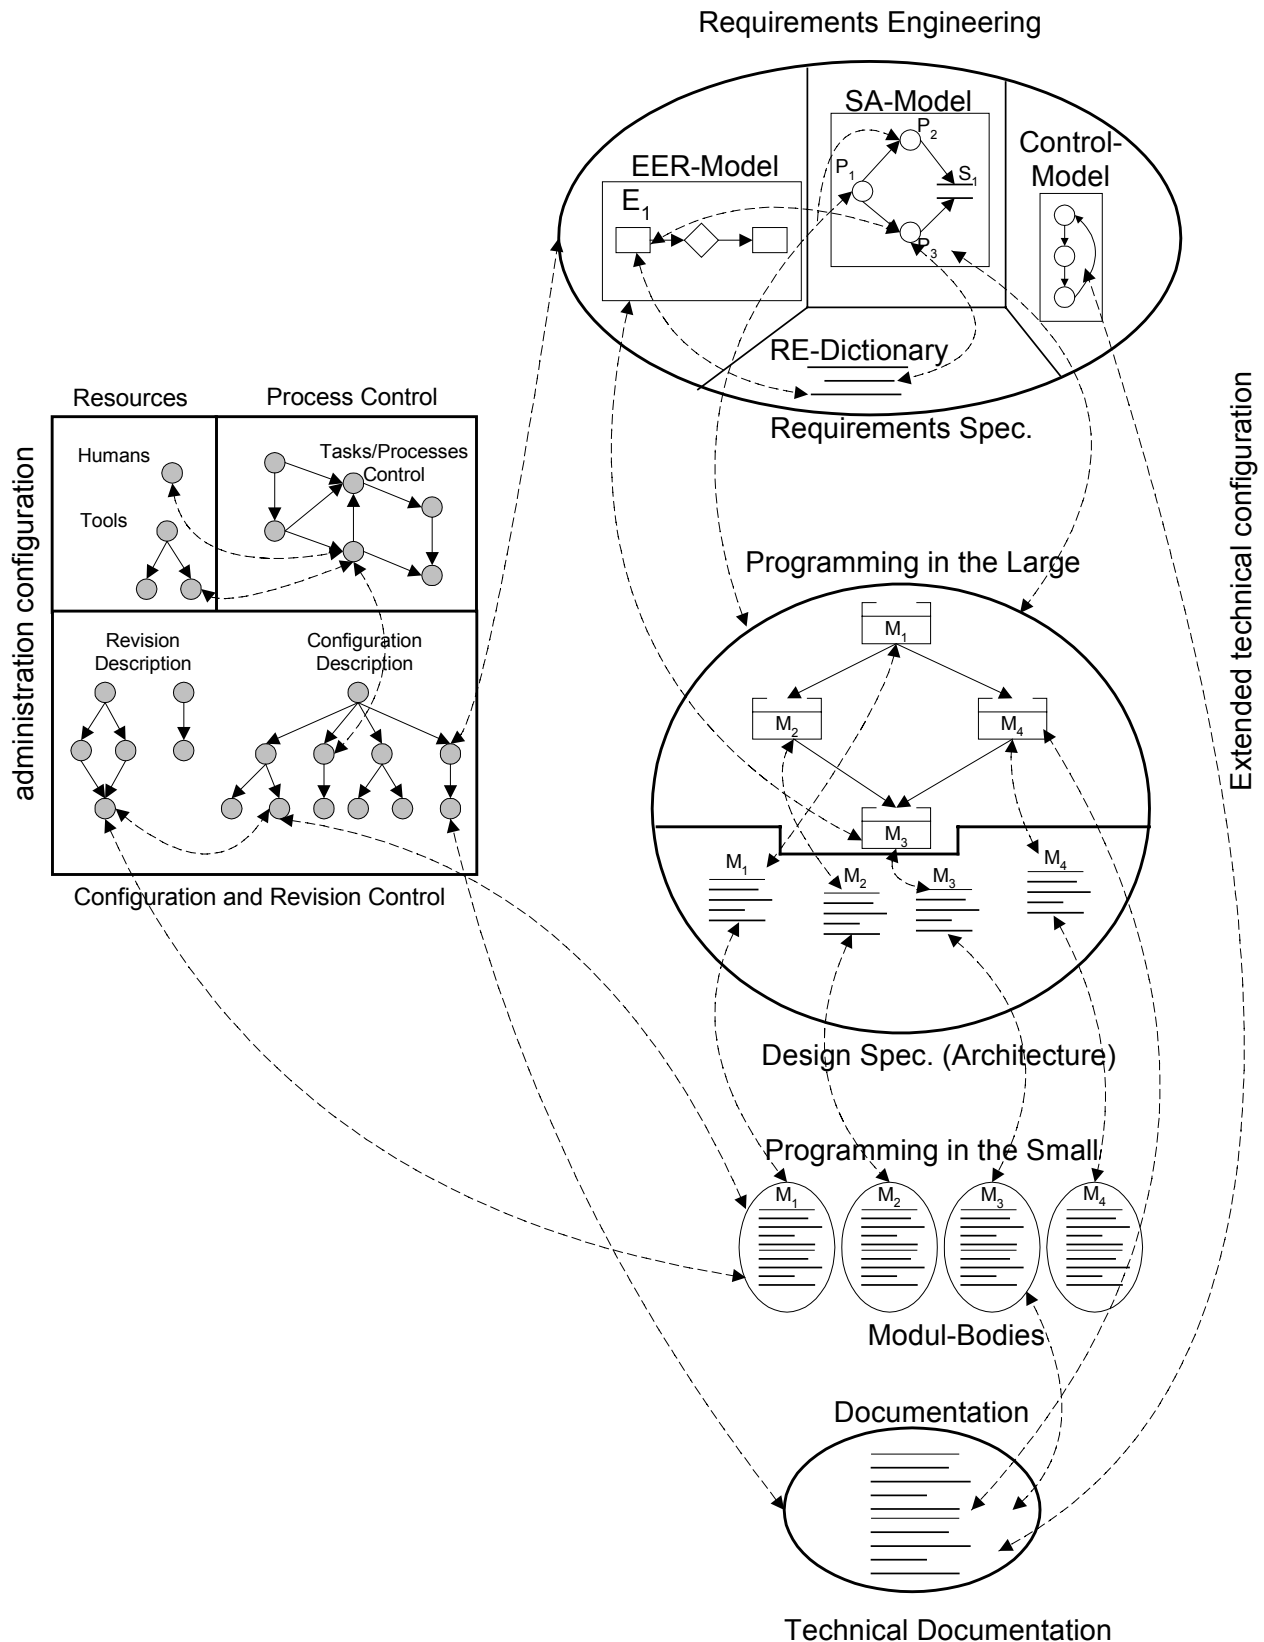 Requirements Engineering
SA-Model
P2
Control-
Model
EER-Model
P1
S1
E1
P3
RE-Dictionary
Requirements Spec.
Resources
Process Control
Humans
Tasks/Processes
Control
Tools
administration configuration
Extended technical configuration
Revision
Description
Configuration
Description
Configuration and Revision Control
Programming in the Large
M1
M2
M4
M3
M1
M2
M3
M4
Design Spec. (Architecture)
Programming in the Small
M1
M2
M3
M4
Modul-Bodies
Documentation
Technical Documentation